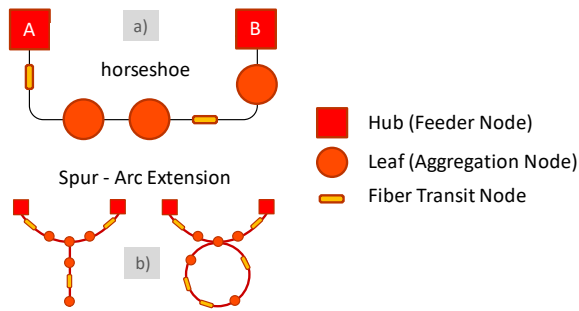 A
a)
B
horseshoe
Hub (Feeder Node)
Leaf (Aggregation Node)
Fiber Transit Node
Spur - Arc Extension
b)